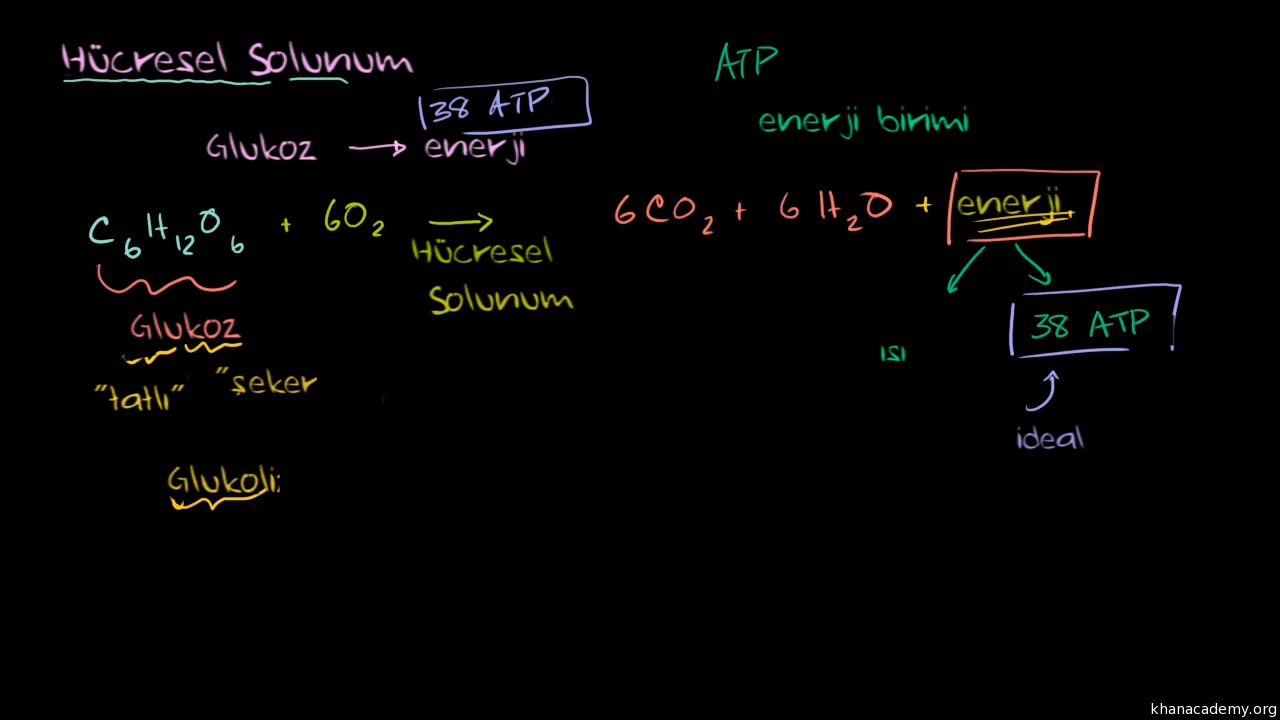 Hücresel Solunum
ATP
38 ATP
enerji birimi
Glukoz → enerji
C₆H₁₂O₆ + 6O₂ → 6CO₂ + 6H₂O + enerji
Hücresel
Solunum
Glukoz
38 ATP
ısı
"tatlı" "şeker
ideal
Glukoli
khanacademy.org